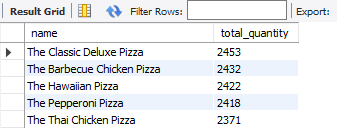 Result Grid Filter Rows: Export:
name total_quantity
The Classic Deluxe Pizza 2453
The Barbecue Chicken Pizza 2432
The Hawaiian Pizza 2422
The Pepperoni Pizza 2418
The Thai Chicken Pizza 2371